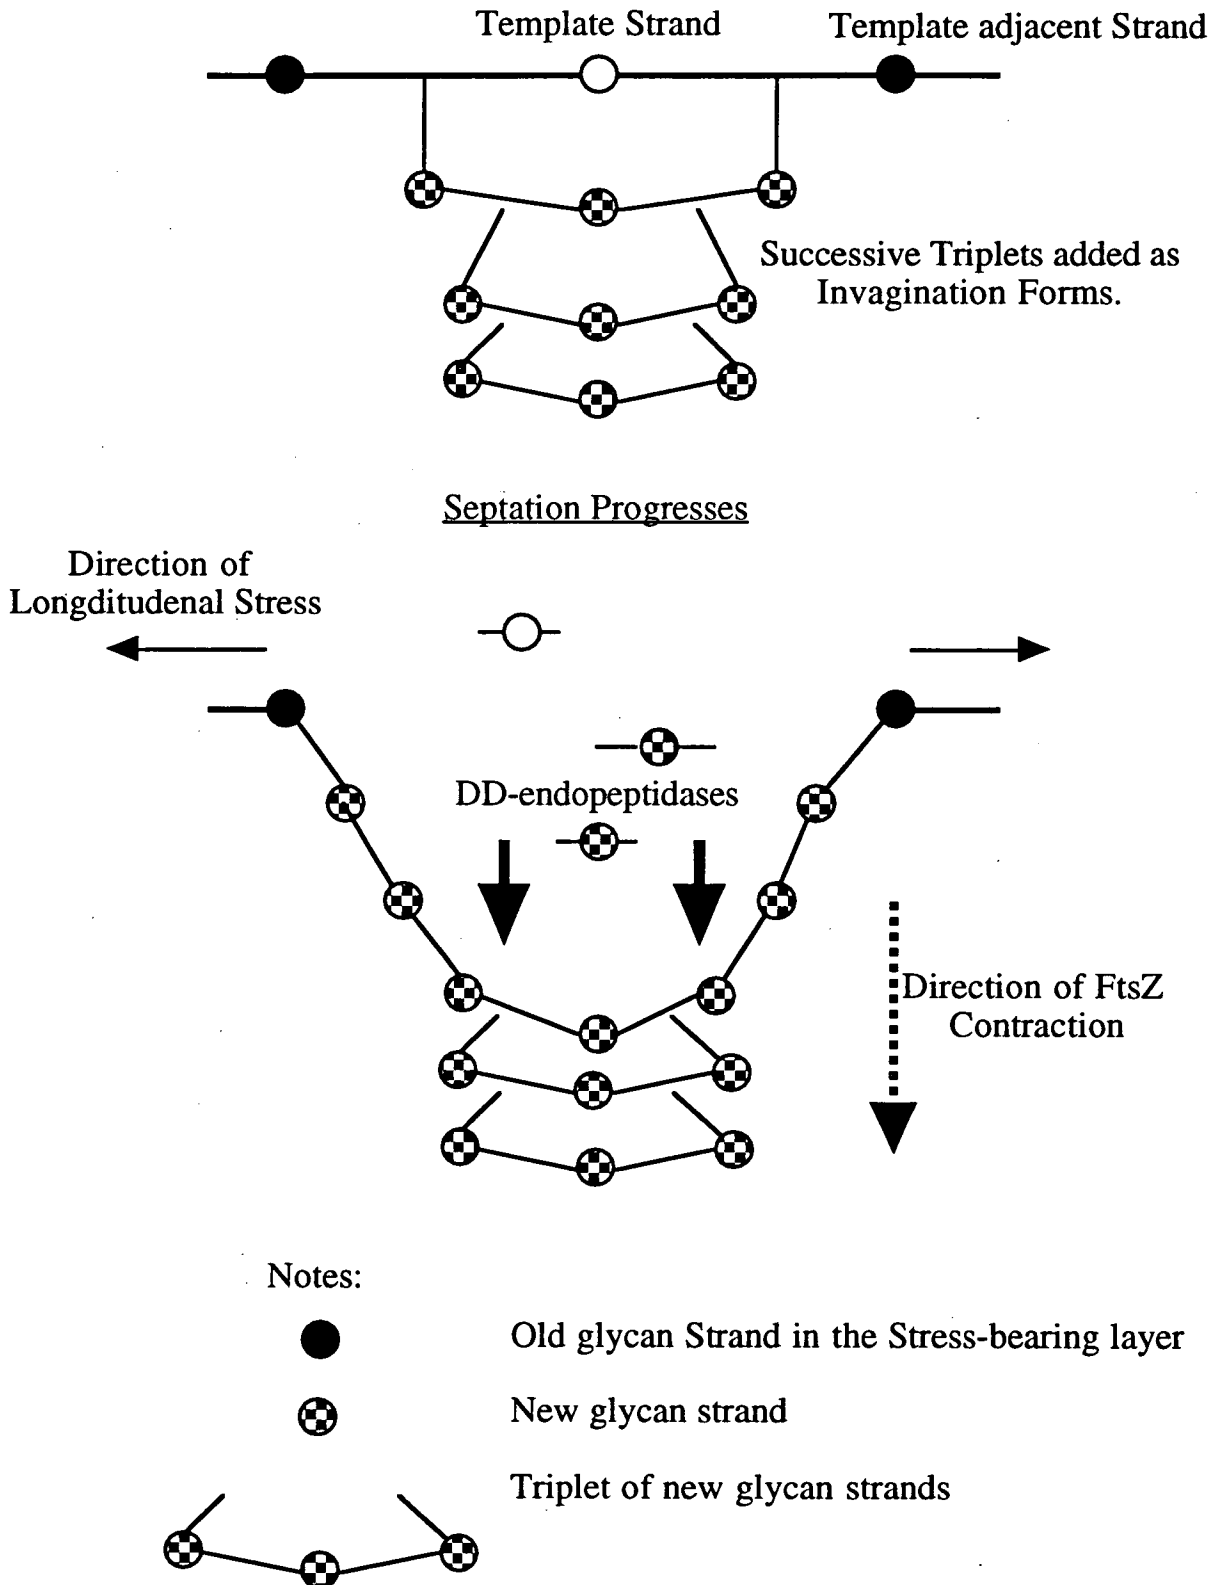 Template Strand
Template adjacent Strand
Successive Triplets added as
Invagination Forms.
Septation Progresses
Direction of
Longditudenal Stress
DD-endopeptidases
Direction of FtsZ
Contraction
Notes:
Old glycan Strand in the Stress-bearing layer
New glycan strand
Triplet of new glycan strands